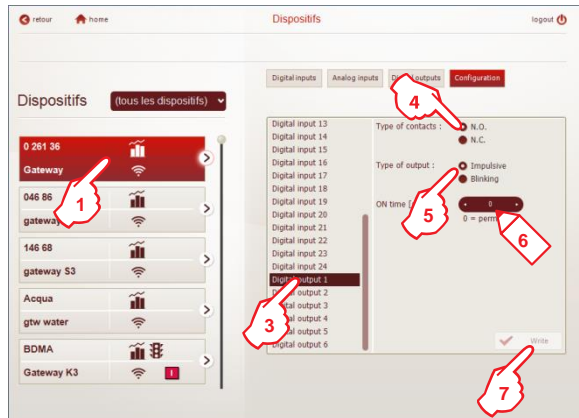 retour
home
Dispositifs
logout
Digital inputs
Analog inputs
outputs
Configuration
Dispositifs
(tous les dispositifs)
0 261 36
Gateway
046 86
gateway
146 68
gateway S3
Acqua
gtw water
BDMA
Gateway K3
I
Digital input 13
Digital input 14
Digital input 15
Digital input 16
Digital input 17
Digital input 18
Digital input 19
Digital input 20
Digital input 21
Digital input 22
Digital input 23
Digital input 24
Digital output 1
Digital output 2
output 3
output 4
output 5
Digital output 6
Type of contacts :
N.O.
N.C.
Type of output :
Impulsive
Blinking
ON time [
0
0 =
Write
1
3
4
5
6
7